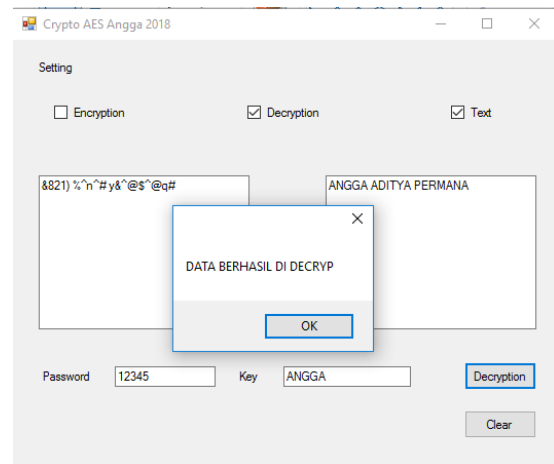 Crypto AES Angga 2018
Setting
Encryption
Decryption
Text
&821) %^n^# y&^@$^@q#
ANGGA ADITYA PERMANA
DATA BERHASIL DI DECRYP
OK
Password
12345
Key
ANGGA
Decryption
Clear